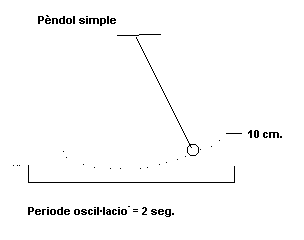 Pèndol simple
10 cm.
Periode oscil·lacio´ = 2 seg.